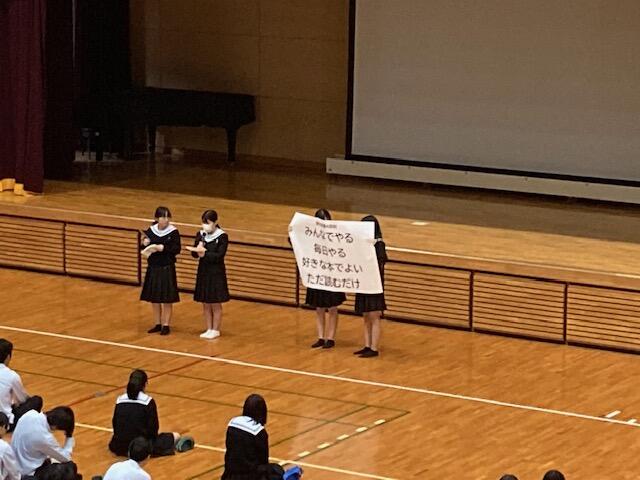 みんなでやる
毎日やる
好きな本でよい
ただ読むだけ